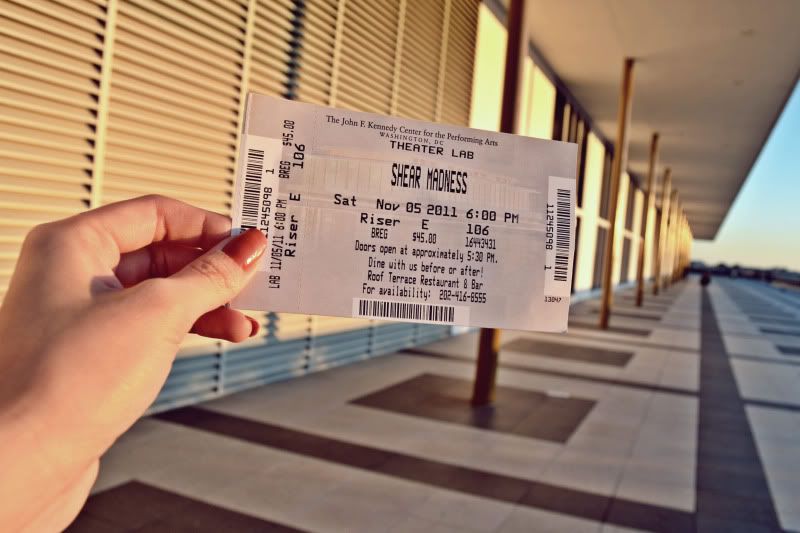 The John F. Kennedy Center for the Performing Arts
WASHINGTON, DC
THEATER LAB
SHEAR MADNESS
Sat Nov 05 2011 6:00 PM
Riser E 106
BREG $45.00 16443431
Doors open at approximately 5:30 PM.
Dine with us before or after!
Roof Terrace Restaurant & Bar
For availability: 202-416-8555
11245098 1
LAB 11/05/11 6:00 PM
Riser E
BREG $45.00
106
11245098 1
13047